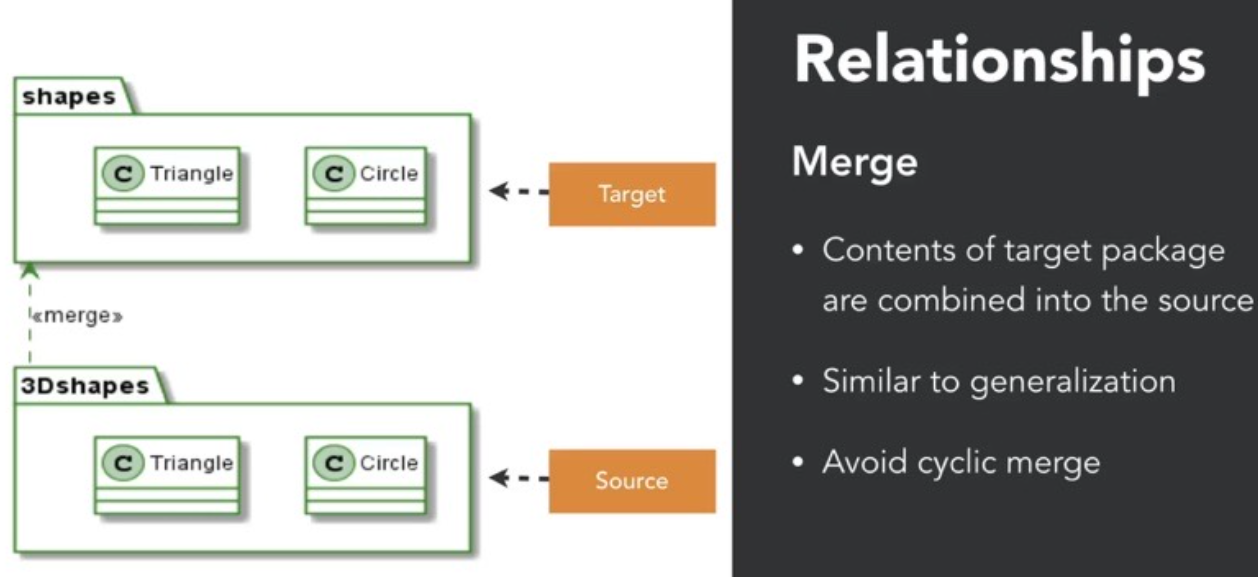 shapes
C Triangle
C Circle
Target
«merge»
3Dshapes
C Triangle
C Circle
Source
Relationships
Merge
• Contents of target package
are combined into the source
• Similar to generalization
• Avoid cyclic merge